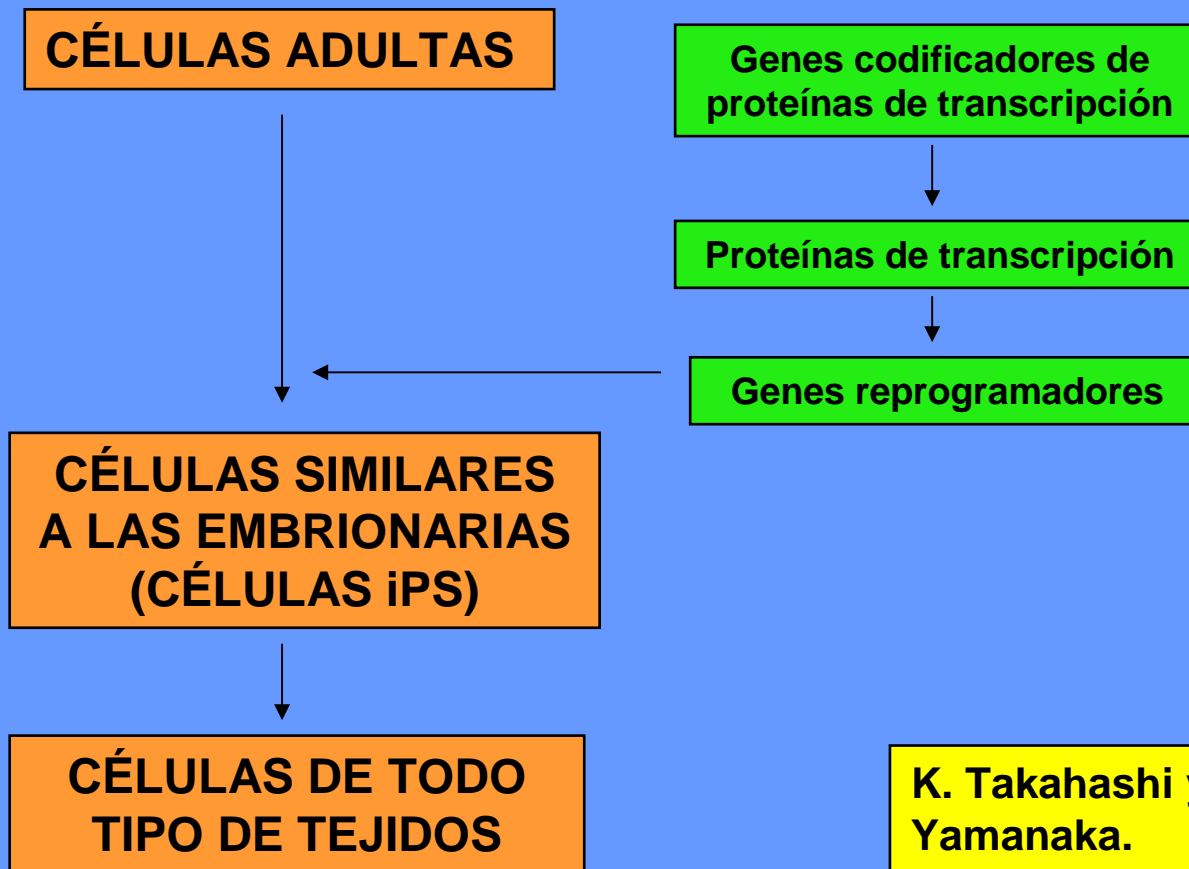 CÉLULAS ADULTAS
Genes codificadores de
proteínas de transcripción
Proteínas de transcripción
Genes reprogramadores
CÉLULAS SIMILARES
A LAS EMBRIONARIAS
(CÉLULAS iPS)
CÉLULAS DE TODO
TIPO DE TEJIDOS
K. Takahashi y
Yamanaka.